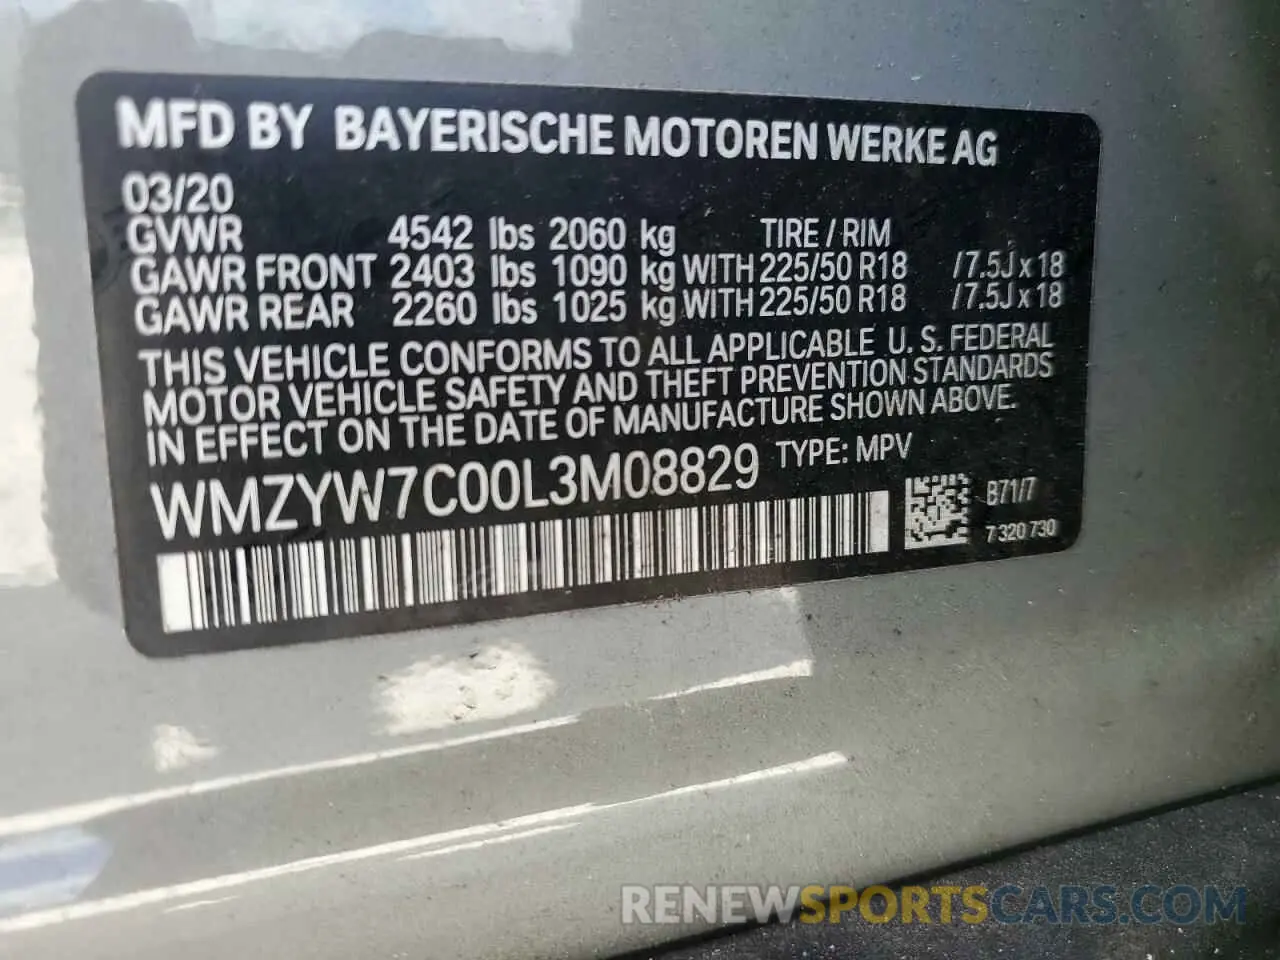 MFD BY BAYERISCHE MOTOREN WERKE AG
03/20
GVWR 4542 lbs 2060 kg TIRE / RIM
GAWR FRONT 2403 lbs 1090 kg WITH 225/50 R18 /7.5J x 18
GAWR REAR 2260 lbs 1025 kg WITH 225/50 R18 /7.5J x 18
THIS VEHICLE CONFORMS TO ALL APPLICABLE U. S. FEDERAL
MOTOR VEHICLE SAFETY AND THEFT PREVENTION STANDARDS
IN EFFECT ON THE DATE OF MANUFACTURE SHOWN ABOVE.
WMZYW7C00L3M08829 TYPE: MPV
B71/7
7 320 730
RENEWSPORTSCARS.COM